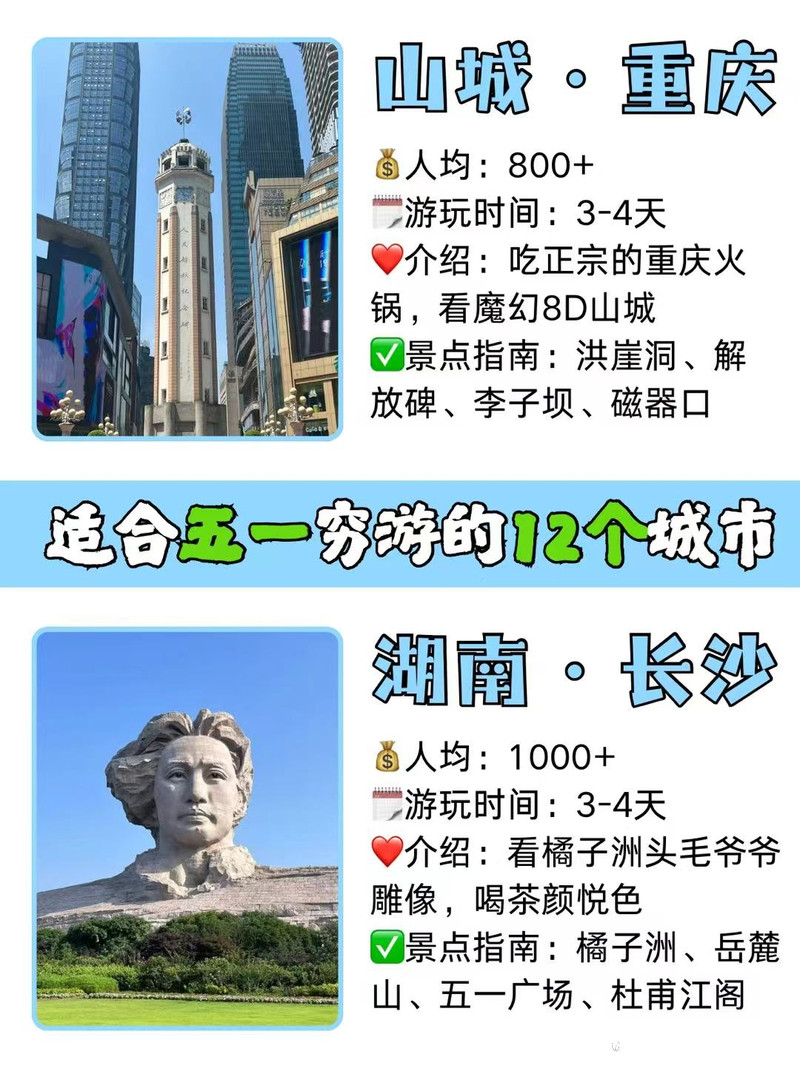 山城·重庆
💰人均：800+
🗓游玩时间：3-4天
❤️介绍：吃正宗的重庆火
锅，看魔幻8D山城
✅景点指南：洪崖洞、解
放碑、李子坝、磁器口
适合五一穷游的12个城市
湖南·长沙
💰人均：1000+
🗓游玩时间：3-4天
❤️介绍：看橘子洲头毛爷爷
雕像，喝茶颜悦色
✅景点指南：橘子洲、岳麓
山、五一广场、杜甫江阁